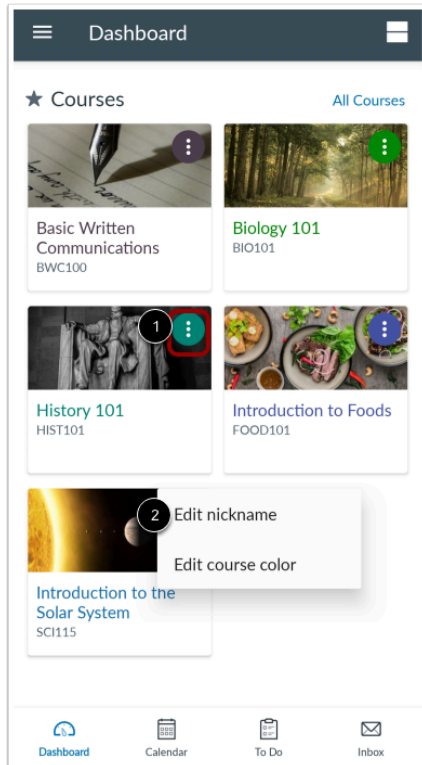 Dashboard
Courses
All Courses
Basic Written
Communications
BWC100
Biology 101
BIO101
1
History 101
HIST101
Introduction to Foods
FOOD101
2
Edit nickname
Edit course color
Introduction to the
Solar System
SCI115
Dashboard
Calendar
To Do
Inbox